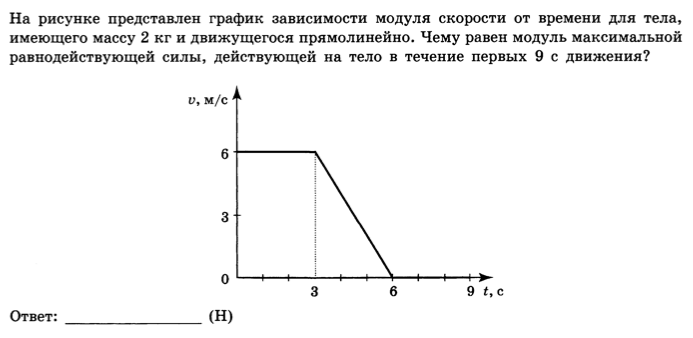 На рисунке представлен график зависимости модуля скорости от времени для тела,
имеющего массу 2 кг и движущегося прямолинейно. Чему равен модуль максимальной
равнодействующей силы, действующей на тело в течение первых 9 с движения?
υ, м/с
6
3
0
3 6 9 t, с
Ответ: ____________________ (Н)